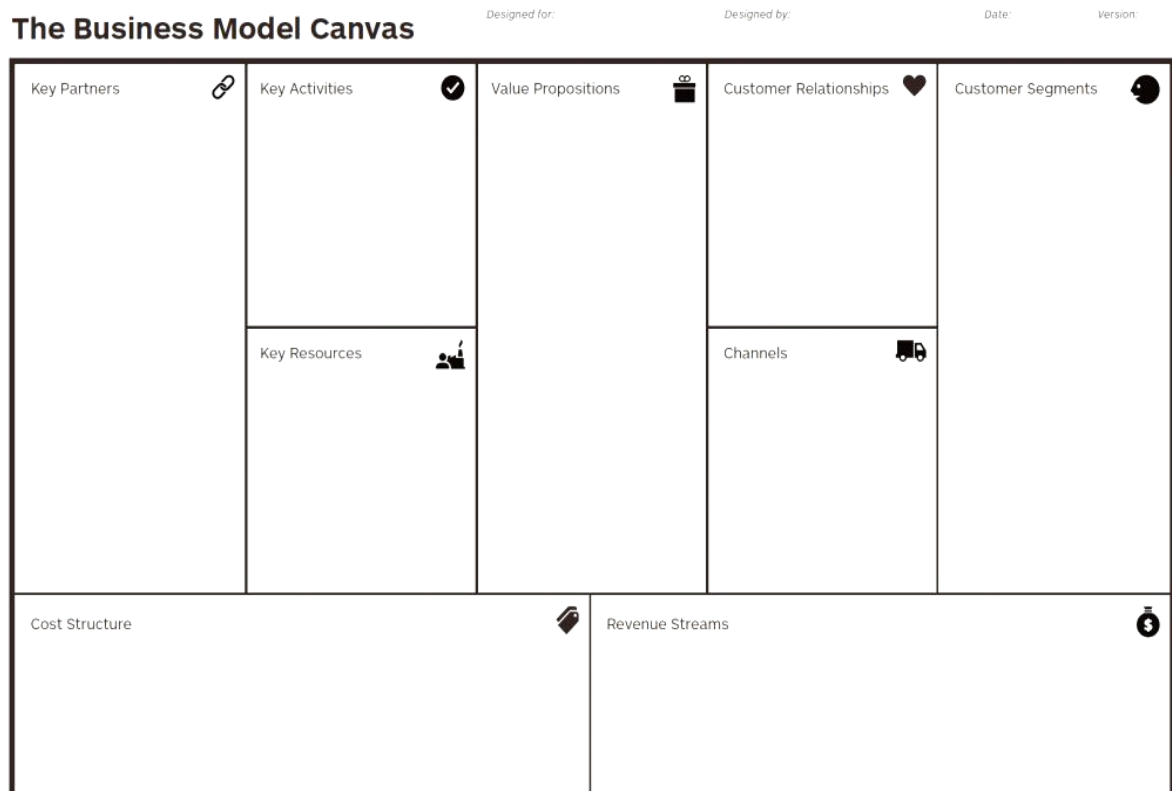 The Business Model Canvas
Designed for:
Designed by:
Date:
Version:
Key Partners
Key Activities
Value Propositions
Customer Relationships
Customer Segments
Key Resources
Channels
Cost Structure
Revenue Streams
$